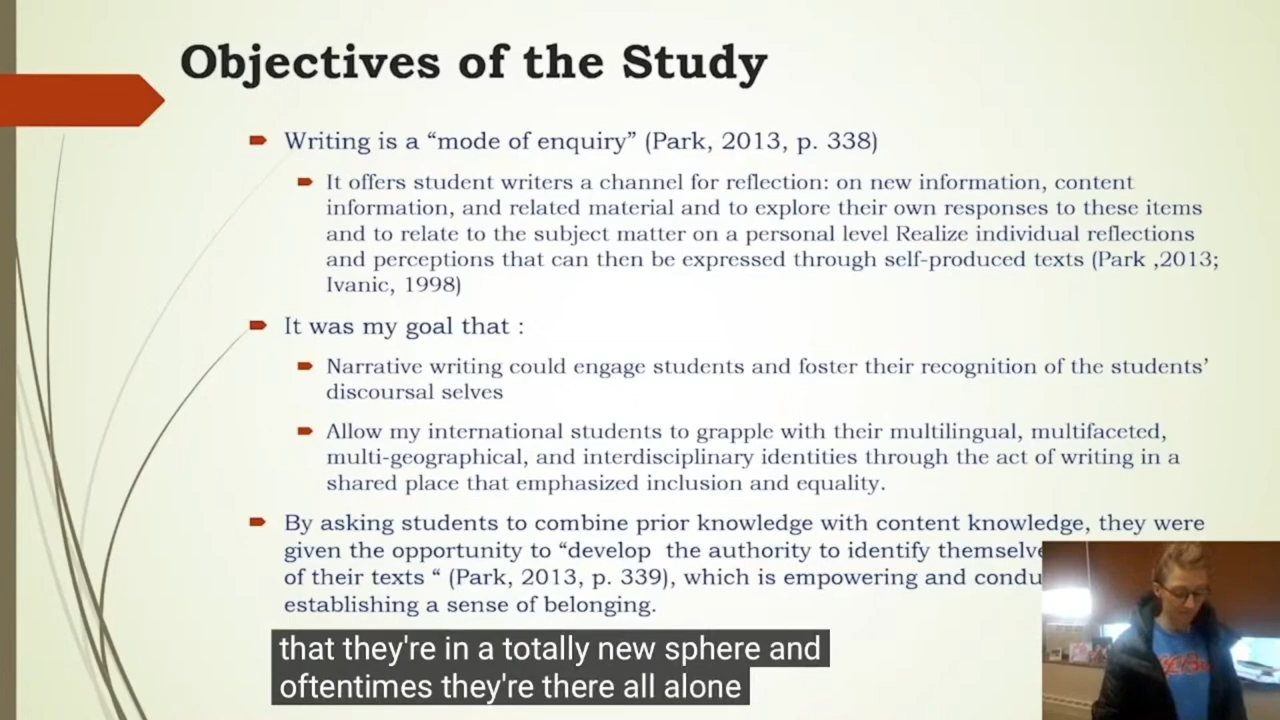 Objectives of the Study
Writing is a “mode of enquiry” (Park, 2013, p. 338)
It offers student writers a channel for reflection: on new information, content
information, and related material and to explore their own responses to these items
and to relate to the subject matter on a personal level Realize individual reflections
and perceptions that can then be expressed through self-produced texts (Park ,2013;
Ivanic, 1998)
It was my goal that :
Narrative writing could engage students and foster their recognition of the students’
discoursal selves
Allow my international students to grapple with their multilingual, multifaceted,
multi-geographical, and interdisciplinary identities through the act of writing in a
shared place that emphasized inclusion and equality.
By asking students to combine prior knowledge with content knowledge, they were
given the opportunity to “develop the authority to identify themselve
of their texts “ (Park, 2013, p. 339), which is empowering and condu
establishing a sense of belonging.
that they're in a totally new sphere and
oftentimes they're there all alone